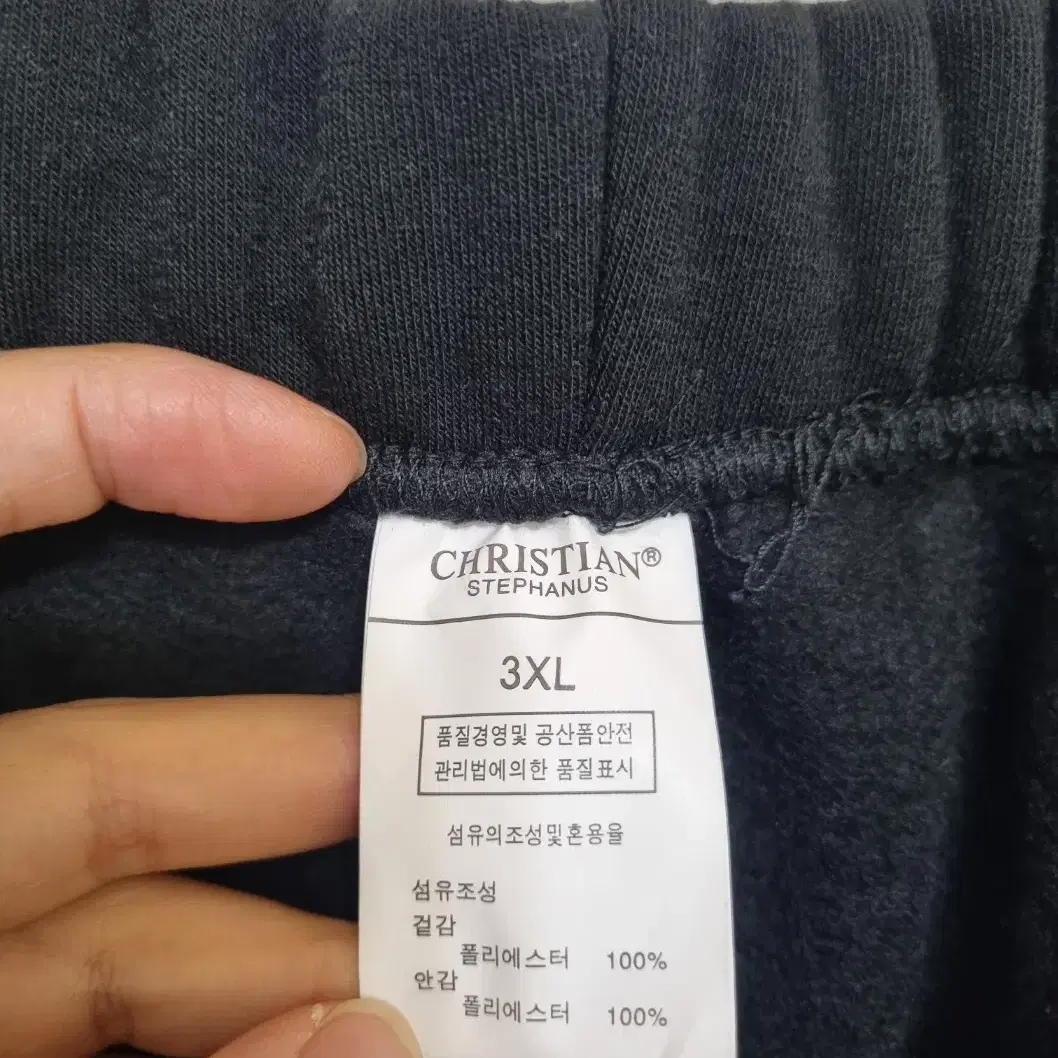 CHRISTIAN®
STEPHANUS
3XL
품질경영및 공산폼안전
관리법에의한 품질표시
섬유의조성및혼용율
섬유조성
겉감
폴리에스터 100%
안감
폴리에스터 100%